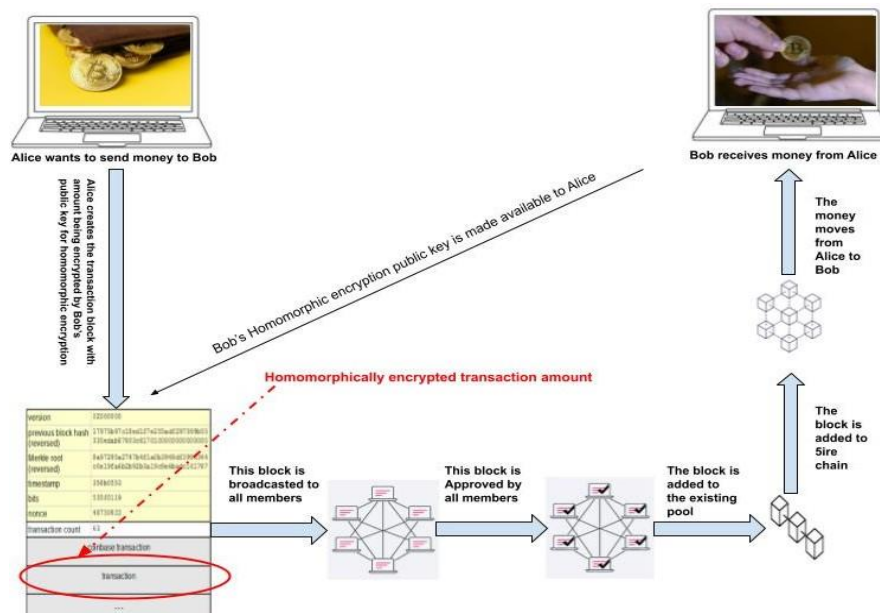 Alice wants to send money to Bob
Bob receives money from Alice
Alice creates the transaction block with
amount being encrypted by Bob's
public key for homomorphic encryption
Bob's Homomorphic encryption public key is made available to Alice
The
money
moves
from
Alice to
Bob
Homomorphically encrypted transaction amount
version
previous block hash
(reversed)
Merkle root
(reversed)
timestamp
bits
nonce
transaction count
transaction
transaction
...
This block is
broadcasted to
all members
This block is
Approved by
all members
The block is
added to
the existing
pool
The
block is
added to
5ire
chain